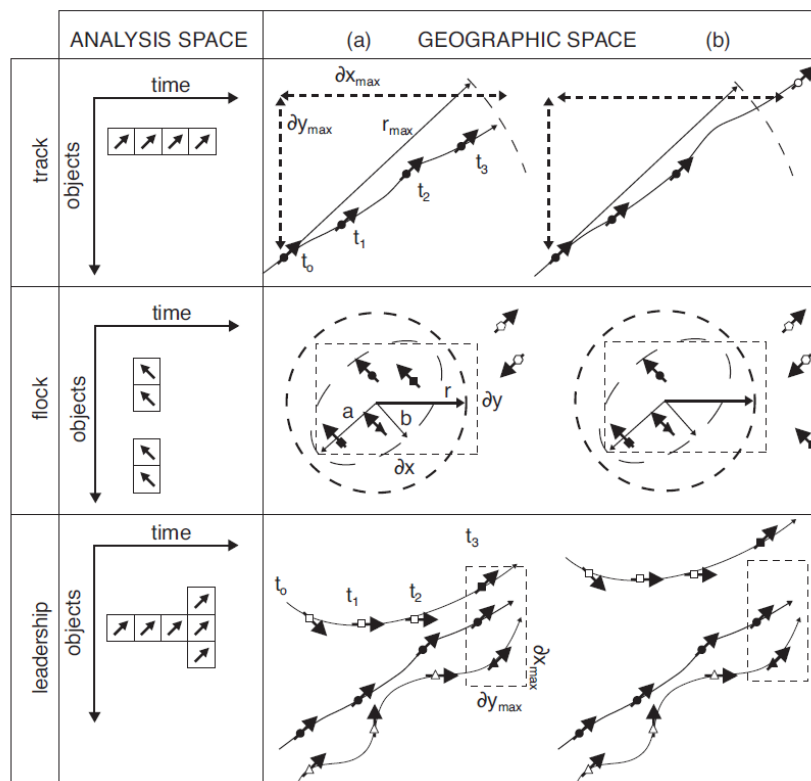 ANALYSIS SPACE (a) GEOGRAPHIC SPACE (b)
track
time
objects
∂xmax
∂ymax
rmax
to
t1
t2
t3
flock
time
objects
a
b
r
∂y
∂x
leadership
time
objects
to
t1
t2
t3
∂xmax
∂ymax